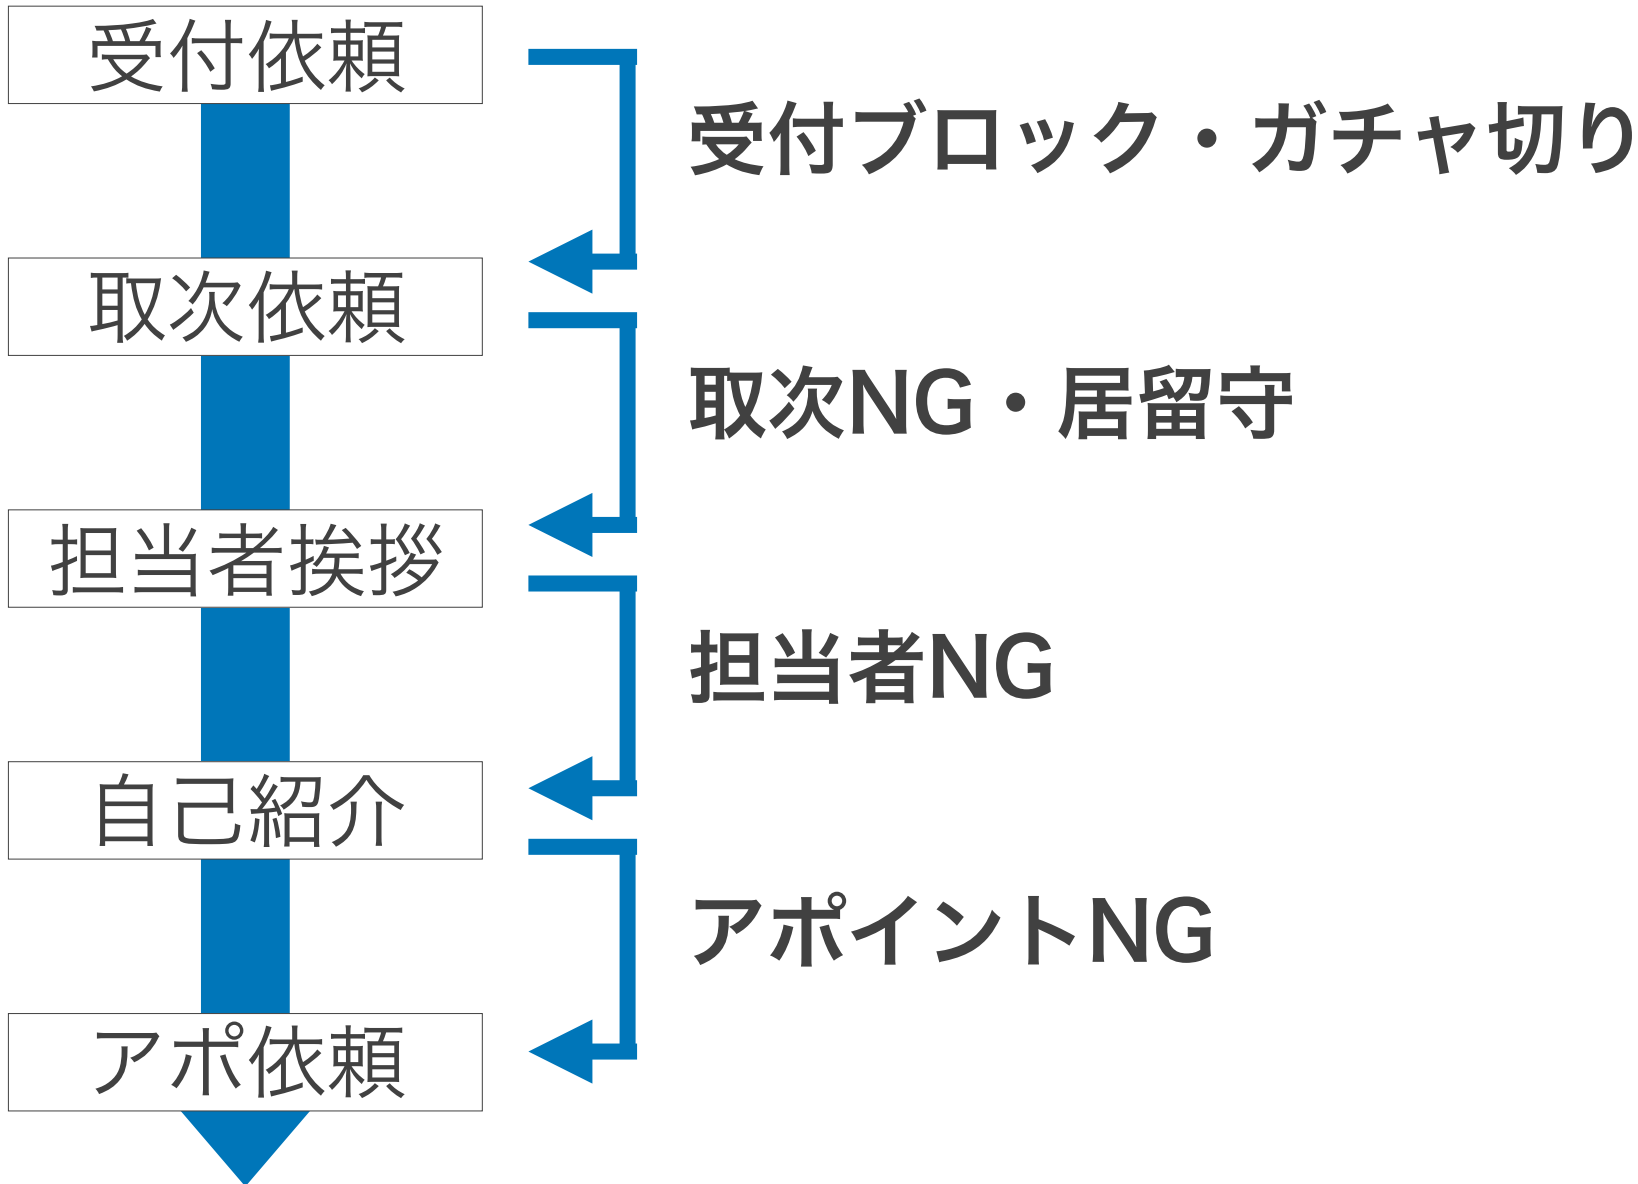 受付依頼
受付ブロック・ガチャ切り
取次依頼
取次NG・居留守
担当者挨拶
担当者NG
自己紹介
アポイントNG
アポ依頼